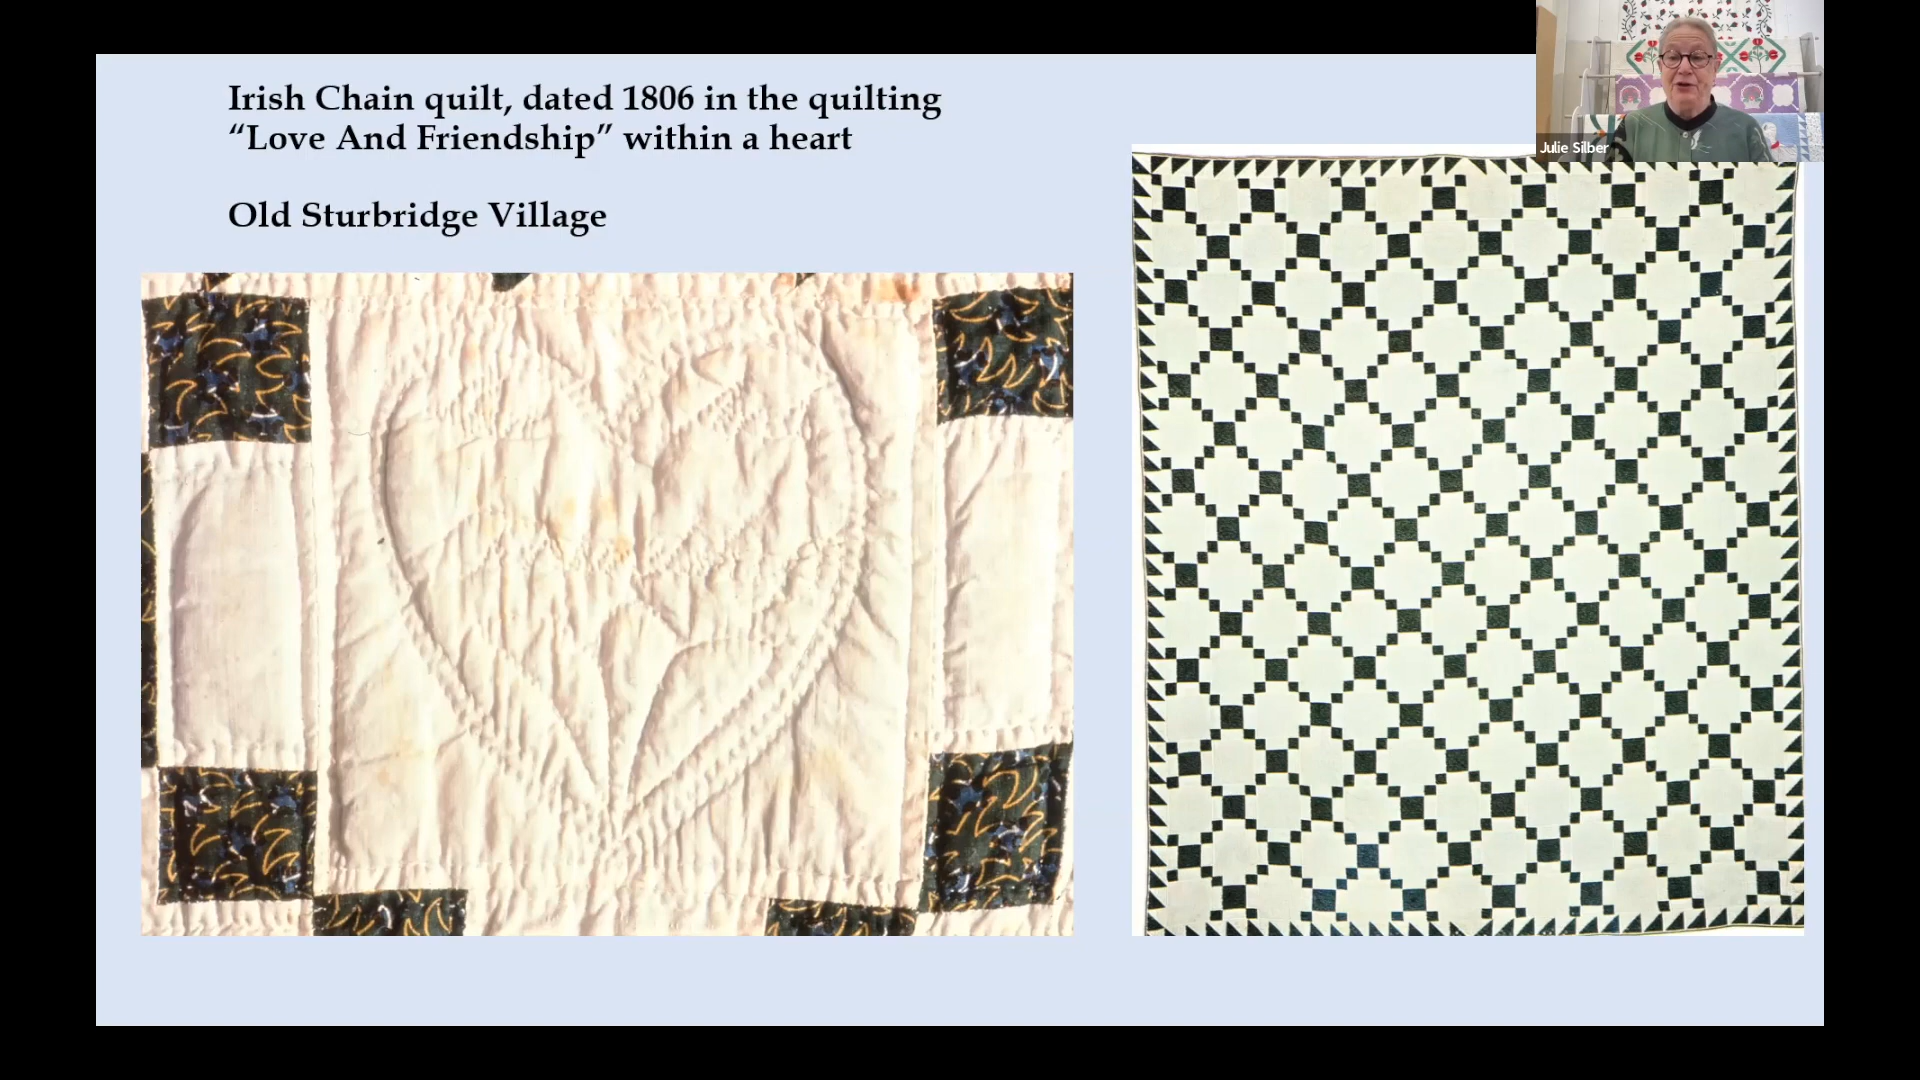 Irish Chain quilt, dated 1806 in the quilting
“Love And Friendship” within a heart
Old Sturbridge Village
Julie Silber